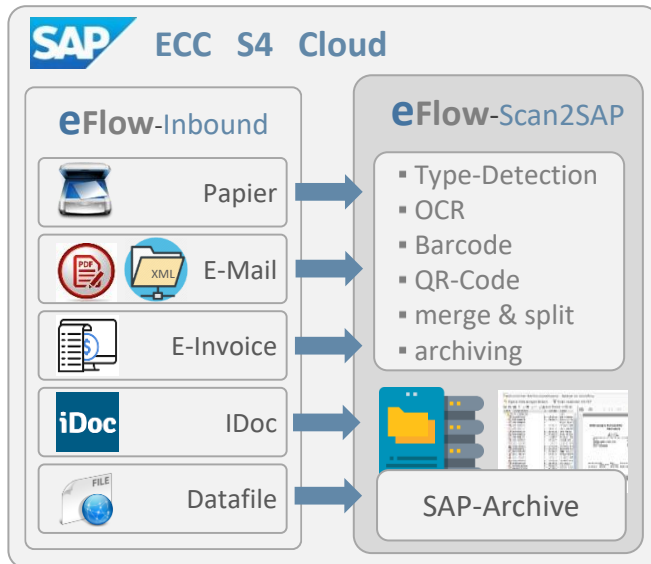 SAP ECC S4 Cloud
eFlow-Inbound
Papier
PDF XML E-Mail
$ E-Invoice
iDoc IDoc
FILE Datafile
eFlow-Scan2SAP
▪ Type-Detection
▪ OCR
▪ Barcode
▪ QR-Code
▪ merge & split
▪ archiving
SAP-Archive